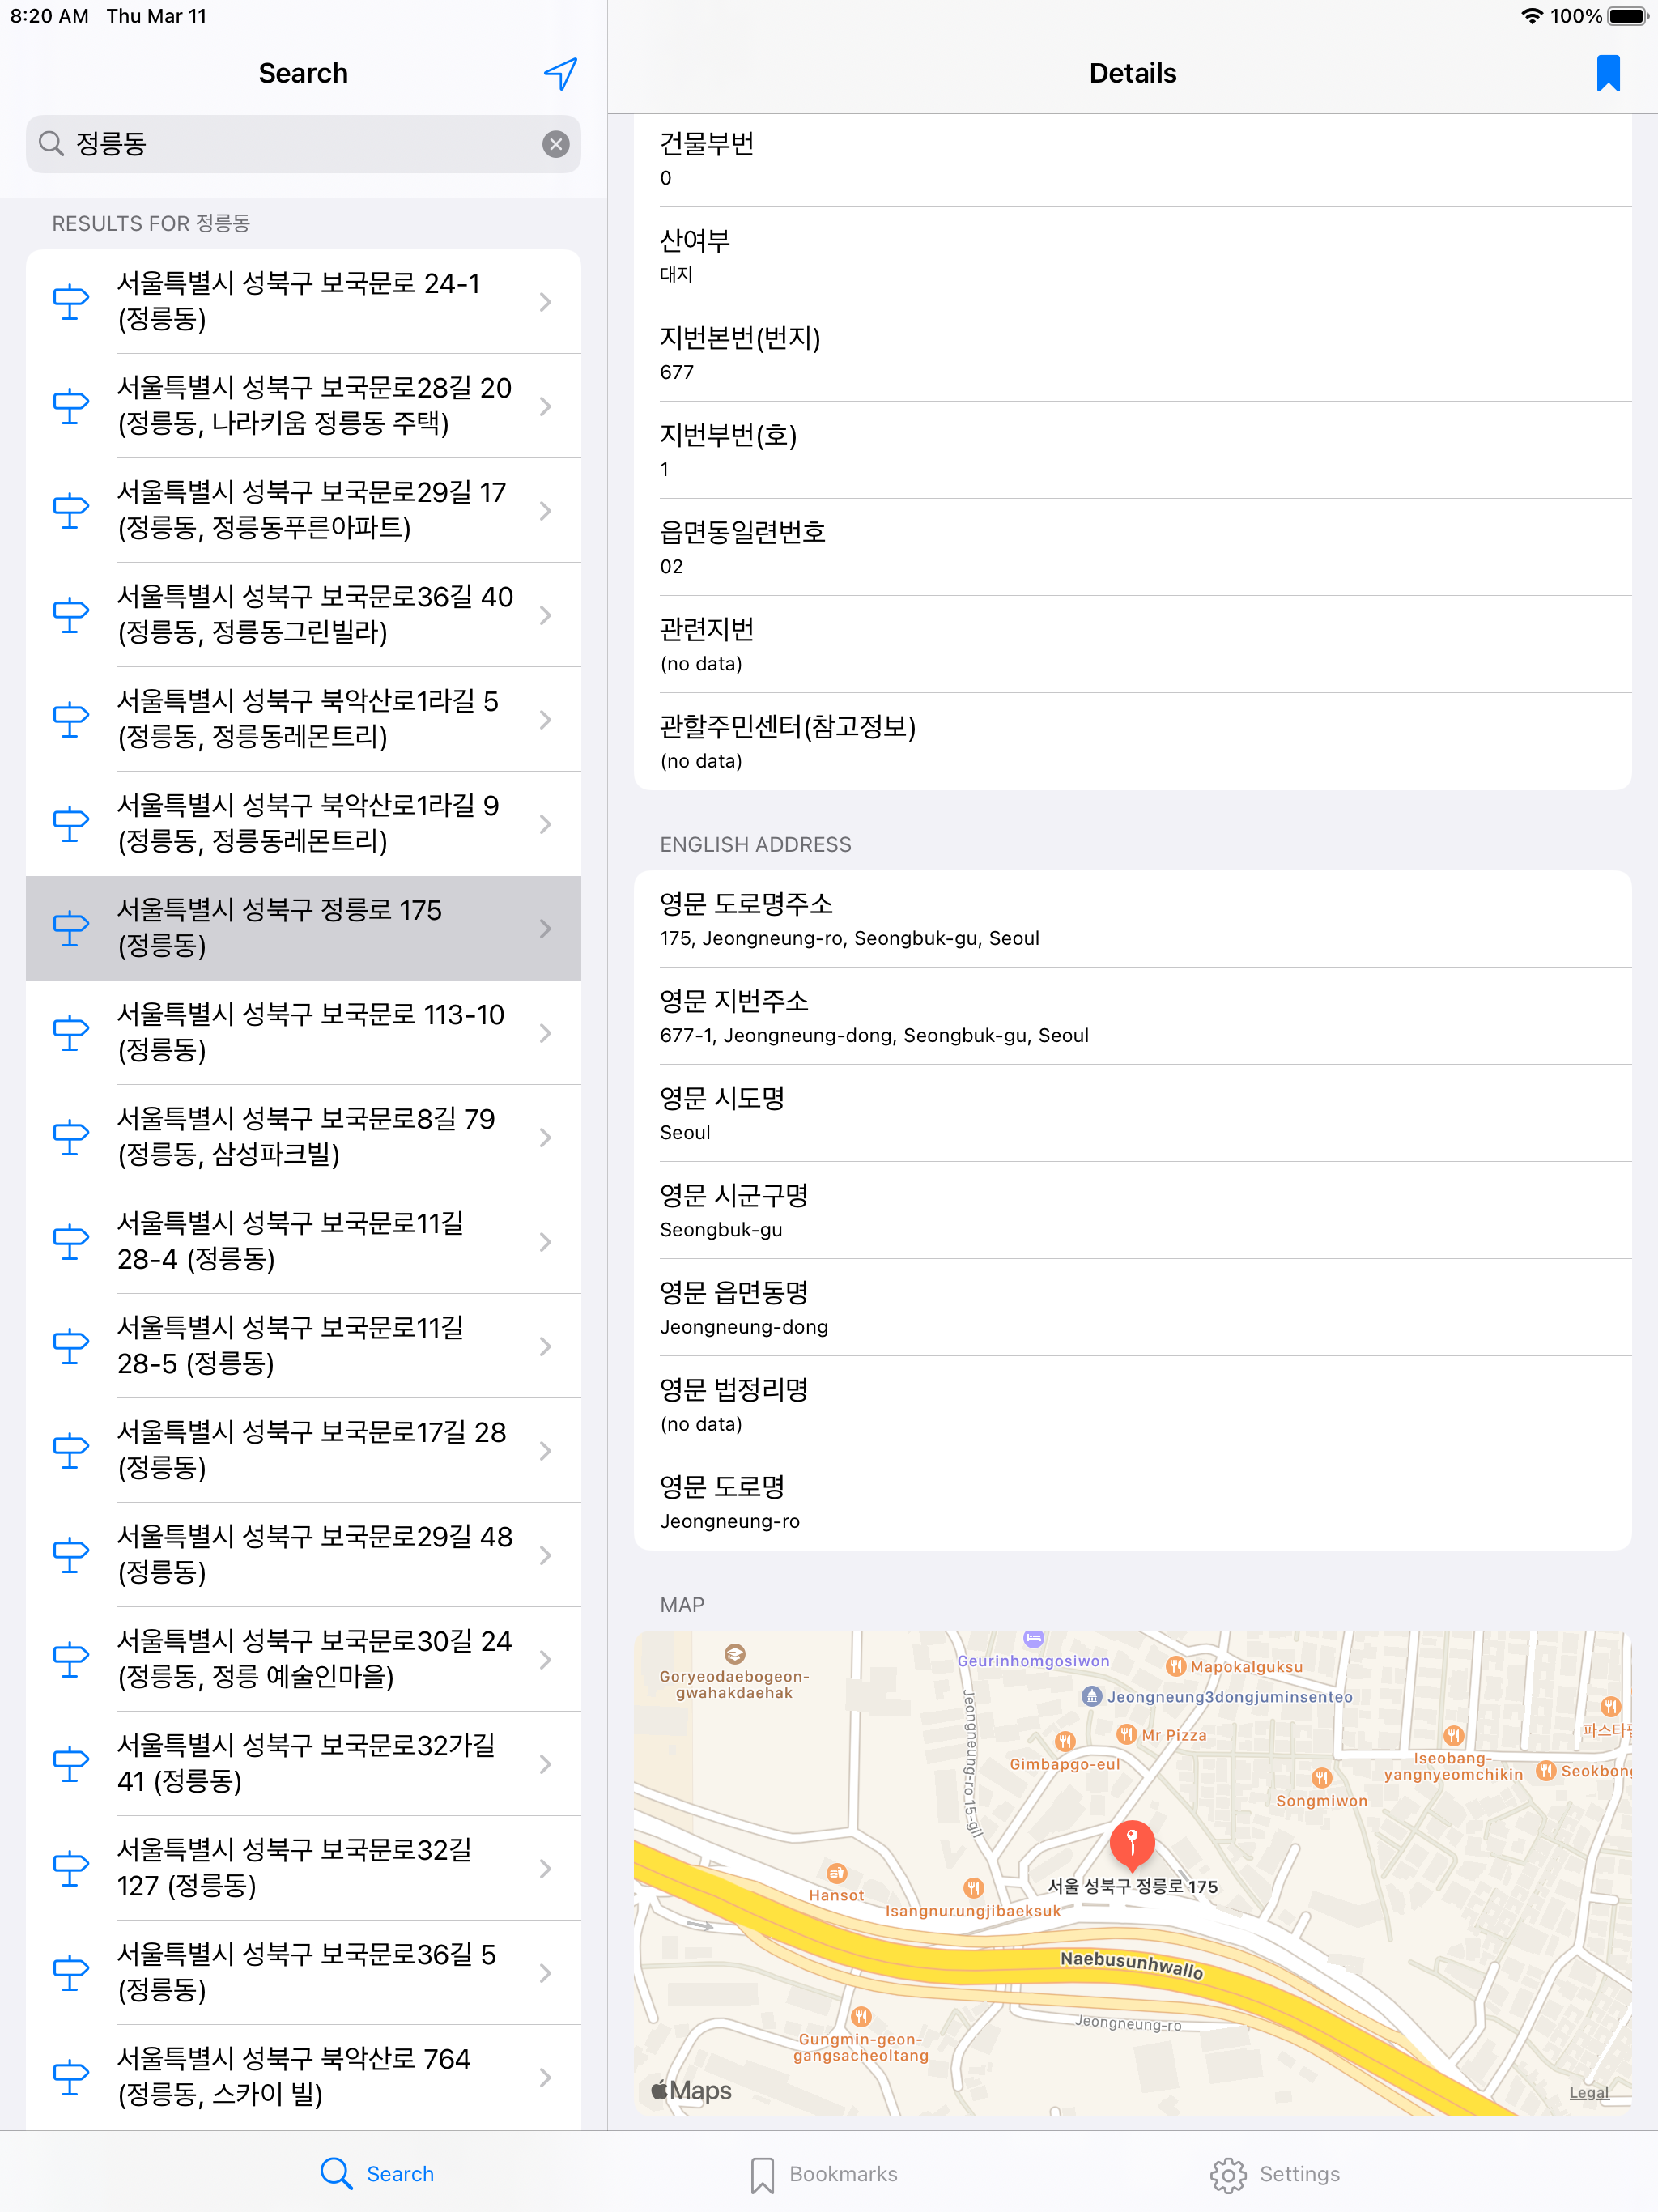 8:20 AM Thu Mar 11
100%
Search
정릉동
RESULTS FOR 정릉동
서울특별시 성북구 보국문로 24-1
(정릉동)
서울특별시 성북구 보국문로28길 20
(정릉동, 나라키움 정릉동 주택)
서울특별시 성북구 보국문로29길 17
(정릉동, 정릉동푸른아파트)
서울특별시 성북구 보국문로36길 40
(정릉동, 정릉동그린빌라)
서울특별시 성북구 북악산로1라길 5
(정릉동, 정릉동레몬트리)
서울특별시 성북구 북악산로1라길 9
(정릉동, 정릉동레몬트리)
서울특별시 성북구 정릉로 175
(정릉동)
서울특별시 성북구 보국문로 113-10
(정릉동)
서울특별시 성북구 보국문로8길 79
(정릉동, 삼성파크빌)
서울특별시 성북구 보국문로11길
28-4 (정릉동)
서울특별시 성북구 보국문로11길
28-5 (정릉동)
서울특별시 성북구 보국문로17길 28
(정릉동)
서울특별시 성북구 보국문로29길 48
(정릉동)
서울특별시 성북구 보국문로30길 24
(정릉동, 정릉 예술인마을)
서울특별시 성북구 보국문로32가길
41 (정릉동)
서울특별시 성북구 보국문로32길
127 (정릉동)
서울특별시 성북구 보국문로36길 5
(정릉동)
서울특별시 성북구 북악산로 764
(정릉동, 스카이 빌)
Details
건물부번
0
산여부
대지
지번본번(번지)
677
지번부번(호)
1
읍면동일련번호
02
관련지번
(no data)
관할주민센터(참고정보)
(no data)
ENGLISH ADDRESS
영문 도로명주소
175, Jeongneung-ro, Seongbuk-gu, Seoul
영문 지번주소
677-1, Jeongneung-dong, Seongbuk-gu, Seoul
영문 시도명
Seoul
영문 시군구명
Seongbuk-gu
영문 읍면동명
Jeongneung-dong
영문 법정리명
(no data)
영문 도로명
Jeongneung-ro
MAP
Goryeodaebogeon-
gwahakdaehak
Geurinhomgosiwon
Mapokalguksu
Jeongneung3dongjuminsenteo
Mr Pizza
Gimbapgo-eul
Jeongneung-ro 15-gil
Iseobang-
yangnyeomchikin
Seokbong
Songmiwon
서울 성북구 정릉로 175
Hansot
Isangnurungjibaeksuk
Naebusunhwallo
Jeongneung-ro
Gungmin-geon-
gangsacheoltang
Maps
Legal
Search
Bookmarks
Settings